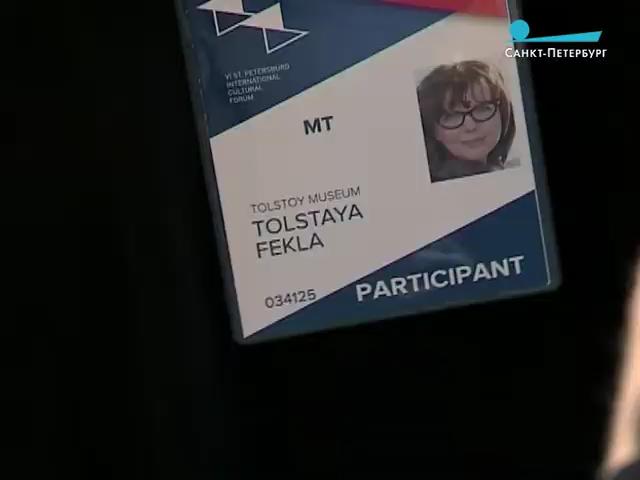 САНКТ-ПЕТЕРБУРГ
VI ST. PETERSBURG
INTERNATIONAL
CULTURAL
FORUM
MT
TOLSTOY MUSEUM
TOLSTAYA
FEKLA
034125
PARTICIPANT